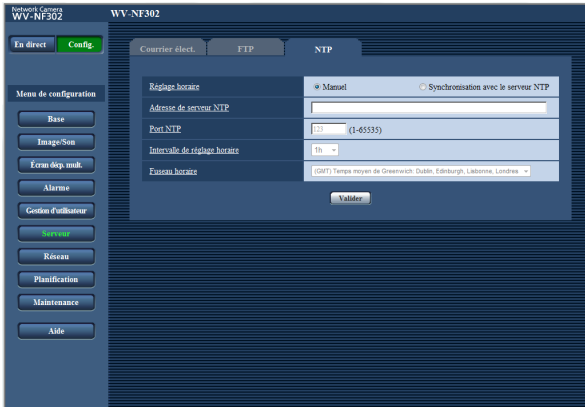 Network Camera
WV-NF302
WV-NF302
En direct Config.
Courrier élect. FTP NTP
Menu de configuration
Base
Image/Son
Écran déçp. mult.
Alarme
Gestion d'utilisateur
Serveur
Réseau
Planification
Maintenance
Aide
Réglage horaire Manuel Synchronisation avec le serveur NTP
Adresse de serveur NTP
Port NTP 123 (1-65535)
Intervalle de réglage horaire 1h
Fuseau horaire (GMT) Temps moyen de Greenwich: Dublin, Edinburgh, Lisbonne, Londres
Valider